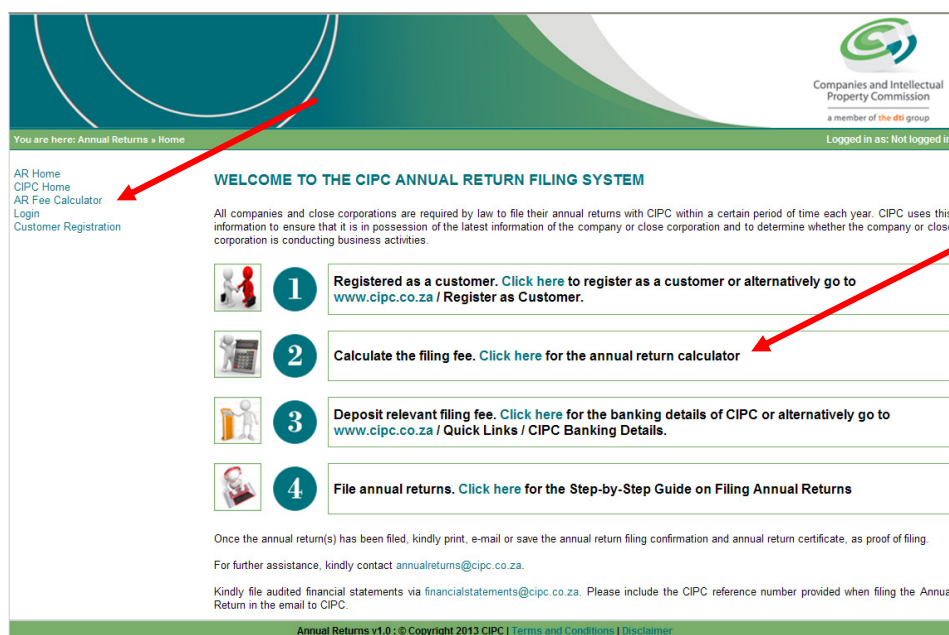 Companies and Intellectual
Property Commission
a member of the dti group
You are here: Annual Returns » Home
Logged in as: Not logged in
AR Home
CIPC Home
AR Fee Calculator
Login
Customer Registration
WELCOME TO THE CIPC ANNUAL RETURN FILING SYSTEM
All companies and close corporations are required by law to file their annual returns with CIPC within a certain period of time each year. CIPC uses this
information to ensure that it is in possession of the latest information of the company or close corporation and to determine whether the company or close
corporation is conducting business activities.
1
Registered as a customer. Click here to register as a customer or alternatively go to
www.cipc.co.za / Register as Customer.
2
Calculate the filing fee. Click here for the annual return calculator
3
Deposit relevant filing fee. Click here for the banking details of CIPC or alternatively go to
www.cipc.co.za / Quick Links / CIPC Banking Details.
4
File annual returns. Click here for the Step-by-Step Guide on Filing Annual Returns
Once the annual return(s) has been filed, kindly print, e-mail or save the annual return filing confirmation and annual return certificate, as proof of filing.
For further assistance, kindly contact annualreturns@cipc.co.za.
Kindly file audited financial statements via financialstatements@cipc.co.za. Please include the CIPC reference number provided when filing the Annua
Return in the email to CIPC.
Annual Returns v1.0 : © Copyright 2013 CIPC | Terms and Conditions | Disclaimer